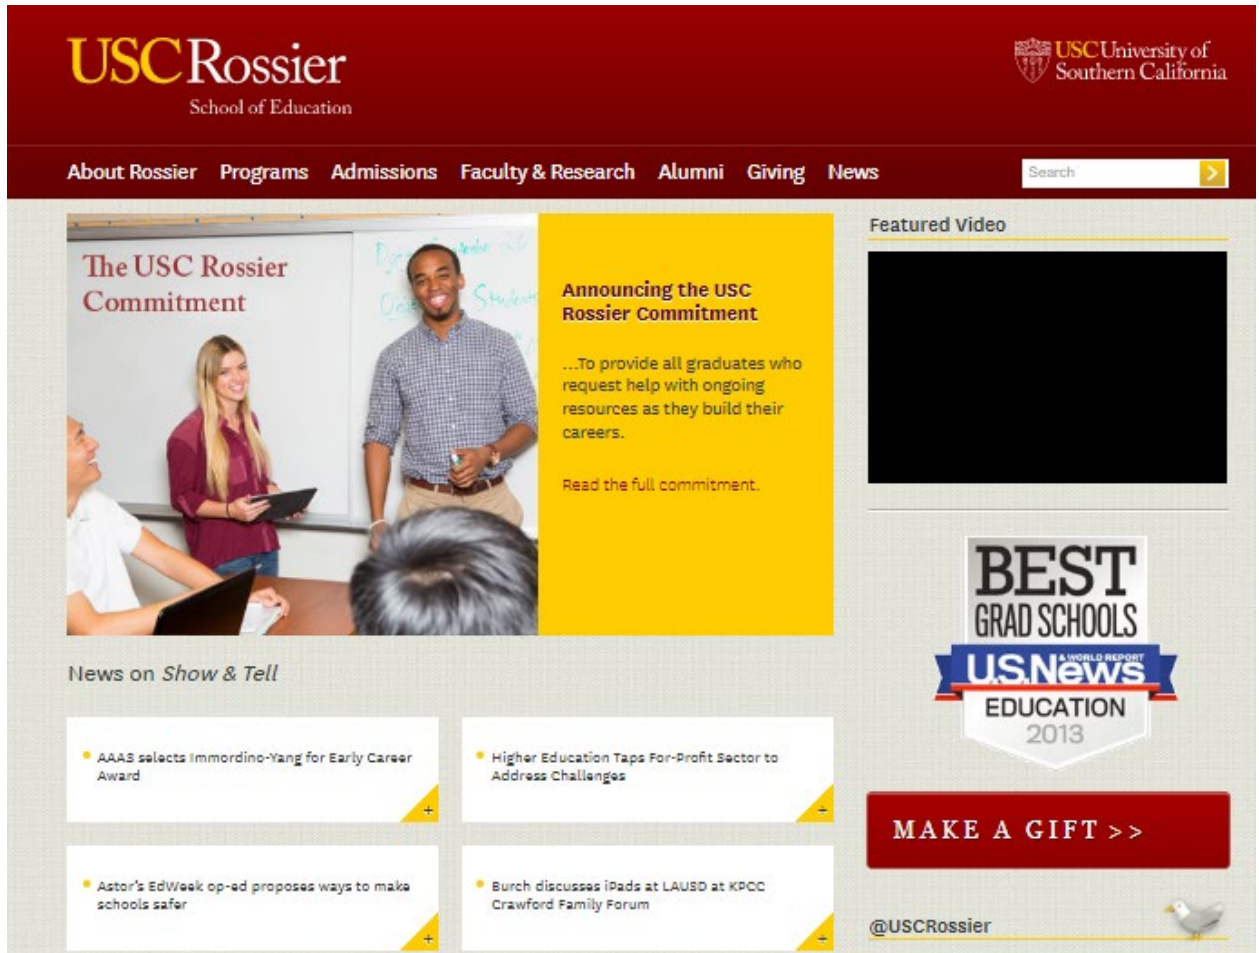 USC Rossier
School of Education
USC University of
Southern California
About Rossier Programs Admissions Faculty & Research Alumni Giving News
Search
The USC Rossier
Commitment
Announcing the USC
Rossier Commitment
...To provide all graduates who
request help with ongoing
resources as they build their
careers.
Read the full commitment.
Featured Video
BEST
GRAD SCHOOLS
U.S.News
& WORLD REPORT
EDUCATION
2013
News on Show & Tell
AAAS selects Immordino-Yang for Early Career
Award
+
Higher Education Taps For-Profit Sector to
Address Challenges
+
Astor's EdWeek op-ed proposes ways to make
schools safer
+
Burch discusses iPads at LAUSD at KPCC
Crawford Family Forum
+
MAKE A GIFT >>
@USCRossier